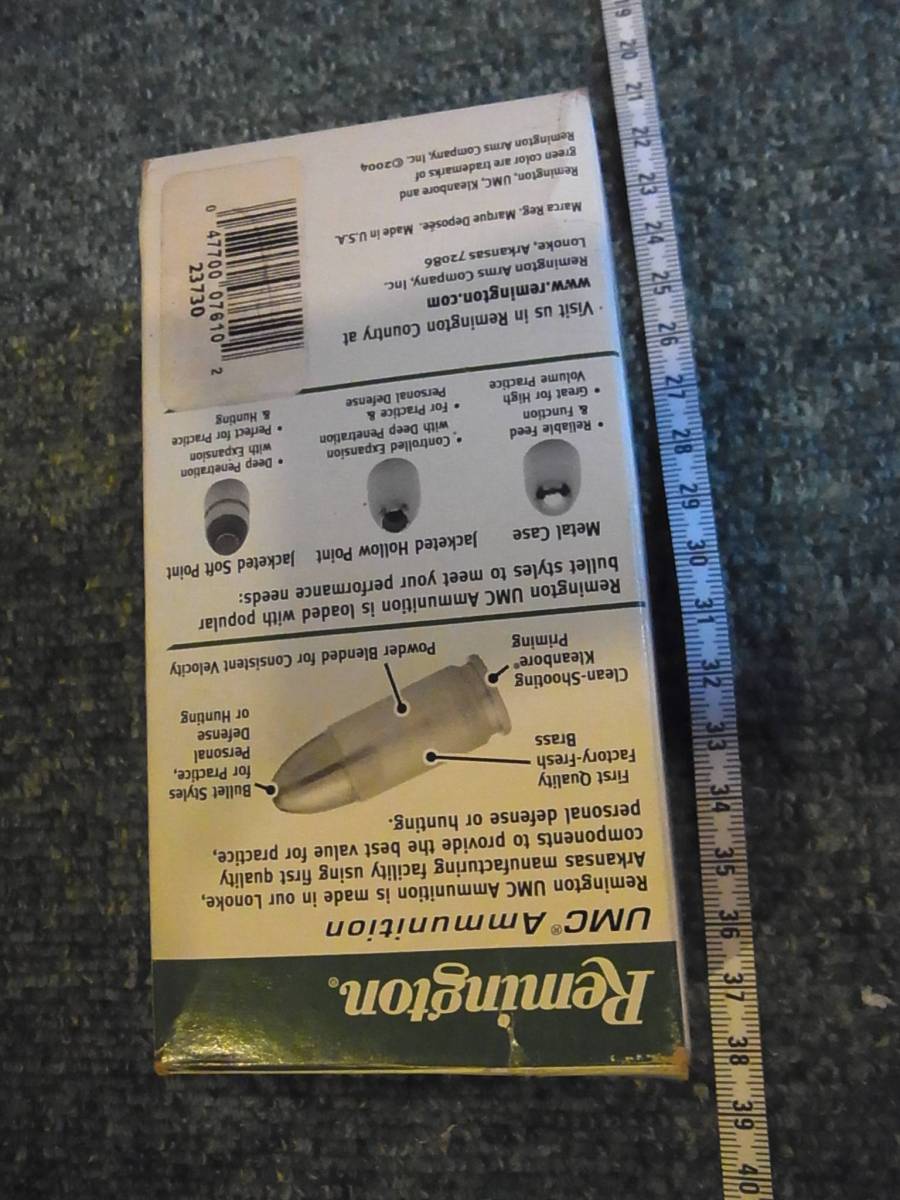 Remington®
UMC® Ammunition
Remington UMC Ammunition is made in our Lonoke,
Arkansas manufacturing facility using first quality
components to provide the best value for practice,
personal defense or hunting.
First Quality
Factory-Fresh
Brass
Bullet Styles
for Practice,
Personal
Defense
or Hunting
Clean-Shooting
Kleanbore®
Priming
Powder Blended for Consistent Velocity
Remington UMC Ammunition is loaded with popular
bullet styles to meet your performance needs:
Metal Case
• Reliable Feed
& Function
• Great for High
Volume Practice
Jacketed Hollow Point
• Controlled Expansion
with Deep Penetration
• For Practice &
Personal Defense
Jacketed Soft Point
• Deep Penetration
with Expansion
• Perfect for Practice
& Hunting
Visit us in Remington Country at
www.remington.com
Remington Arms Company, Inc.
Lonoke, Arkansas 72086
Marca Reg. Marque Deposée. Made in U.S.A.
Remington, UMC, Kleanbore and
green color are trademarks of
Remington Arms Company, Inc. ©2004
23730
0 47700 07610 2
19 20 21 22 23 24 25 26 27 28 29 30 31 32 33 34 35 36 37 38 39 40